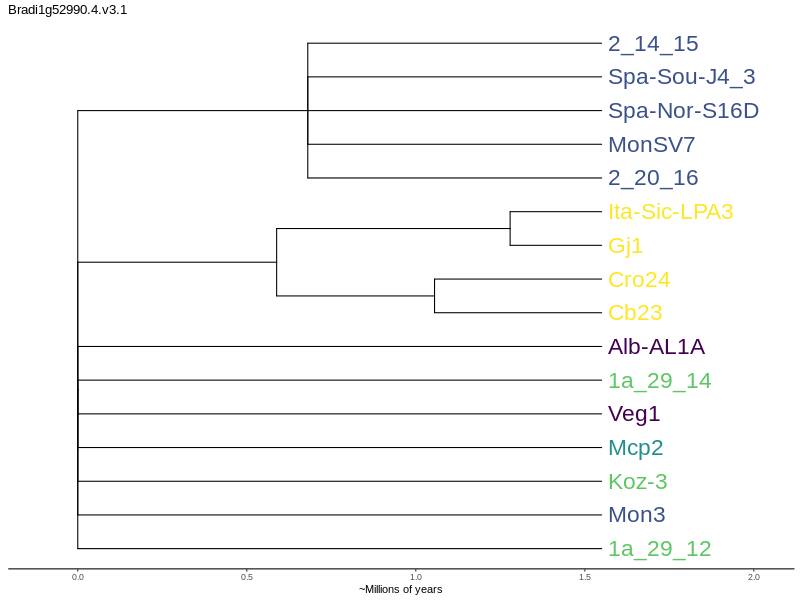 Bradi1g52990.4.v3.1
2_14_15
Spa-Sou-J4_3
Spa-Nor-S16D
MonSV7
2_20_16
Ita-Sic-LPA3
Gj1
Cro24
Cb23
Alb-AL1A
1a_29_14
Veg1
Mcp2
Koz-3
Mon3
1a_29_12
0.0 0.5 1.0 1.5 2.0
~Millions of years